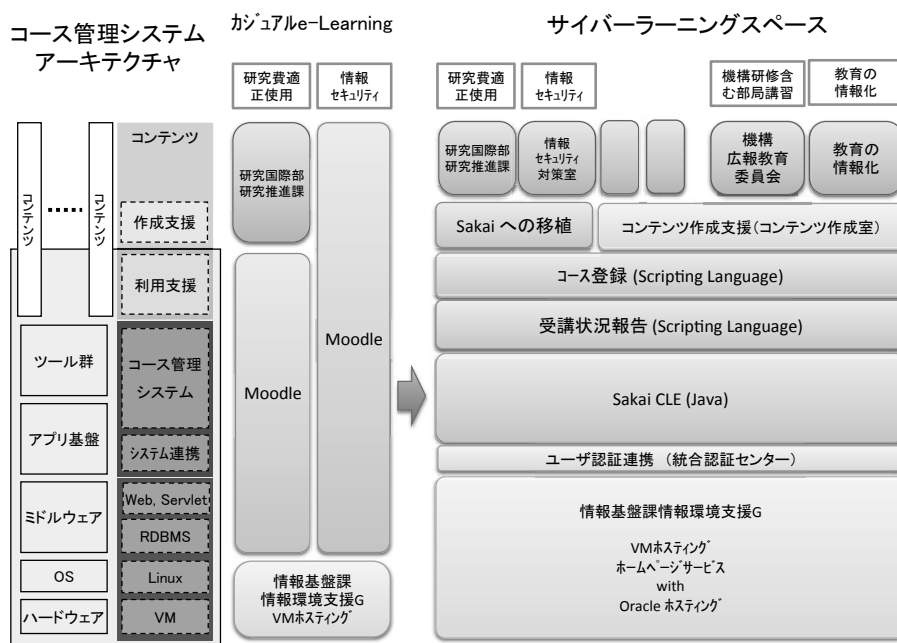 コース管理システム
アーキテクチャ
コンテンツ
コンテンツ
コンテンツ
作成支援
利用支援
ツール群
コース管理
システム
アプリ基盤
システム連携
ミドルウェア
Web, Servlet
RDBMS
OS
Linux
ハードウェア
VM
カジュアルe-Learning
研究費適
正使用
情報
セキュリティ
研究国際部
研究推進課
Moodle
Moodle
情報基盤課
情報環境支援G
VMホスティング
サイバーラーニングスペース
研究費適
正使用
情報
セキュリティ
機構研修含
む部局講習
教育の
情報化
研究国際部
研究推進課
情報
セキュリティ
対策室
機構
広報教育
委員会
教育の
情報化
Sakai への移植
コンテンツ作成支援(コンテンツ作成室)
コース登録 (Scripting Language)
受講状況報告 (Scripting Language)
Sakai CLE (Java)
ユーザ認証連携 (統合認証センター)
情報基盤課情報環境支援G
VMホスティング
ホームページサービス
with
Oracle ホスティング